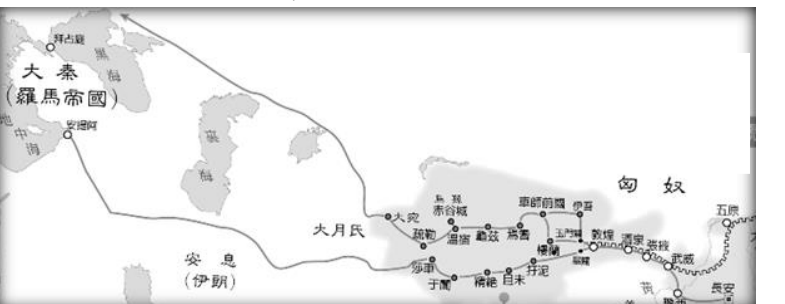 拜占庭
黑
海
大秦
(羅馬帝國)
地
中
海
安提阿
裏
海
大月氏
安息
(伊朗)
大宛
烏孫
赤谷城
疏勒
溫宿
龜茲
焉耆
車師前國
伊吾
匈奴
樓蘭
玉門關
陽關
敦煌
酒泉
張掖
武威
五原
莎車
于闐
精絕
且末
扜泥
黃
長安